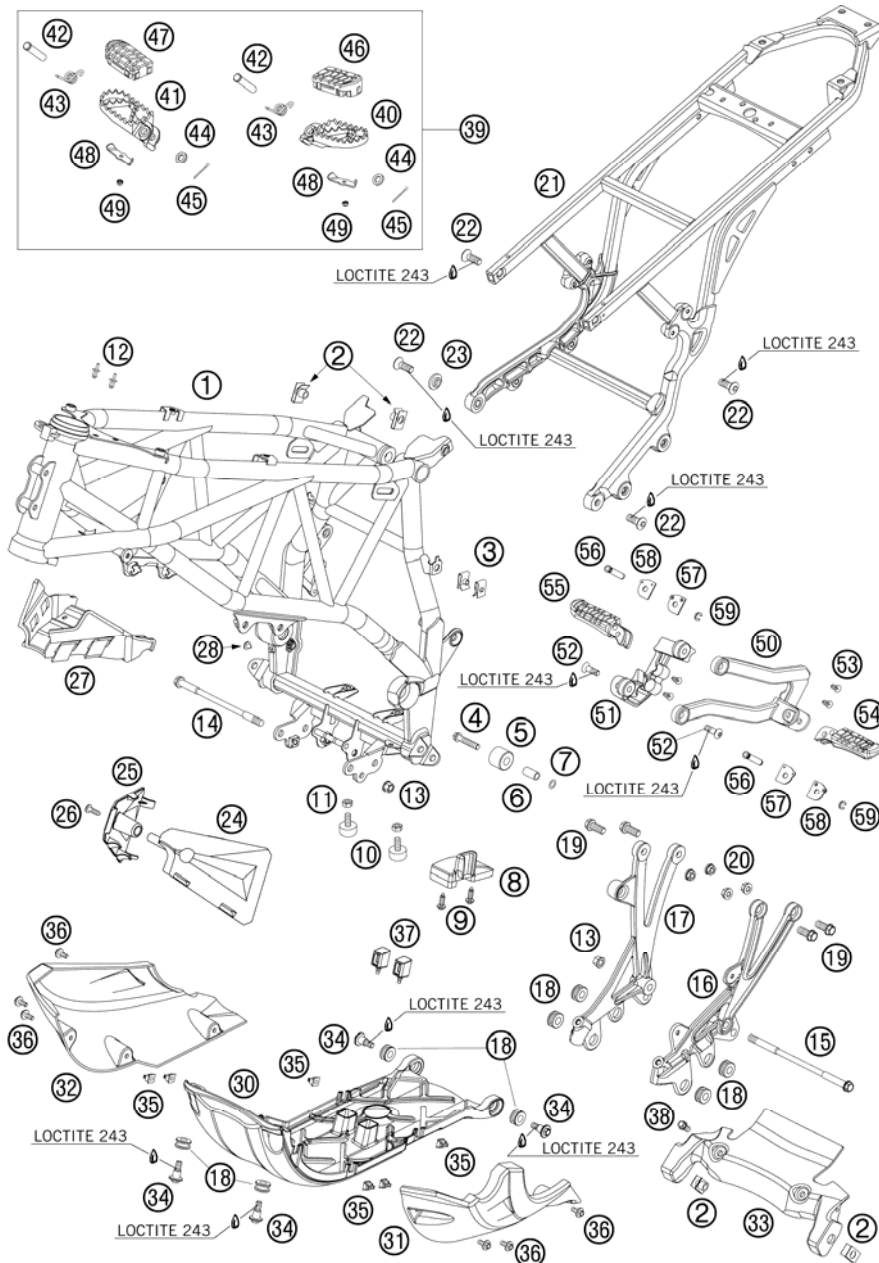 42 47 42 46
43 41 43 40
44 39
48 48 44
49 45 49 45
21
22
LOCTITE 243
12 1 2 22 23
LOCTITE 243
22
LOCTITE 243
LOCTITE 243
22
3 56 58 57 59
55 50
28 52 53
27 LOCTITE 243
51 54
14 4 5 7 52
6 56 57 58 59
LOCTITE 243
25 11 13
26 24 10 8 9
19 20
17
37 13 16 19
36 18
LOCTITE 243
36 34 18 15
32 35 30 35 18
34 38
LOCTITE 243
LOCTITE 243
18 35
34 35 2 33 2
34 36
LOCTITE 243
31 36